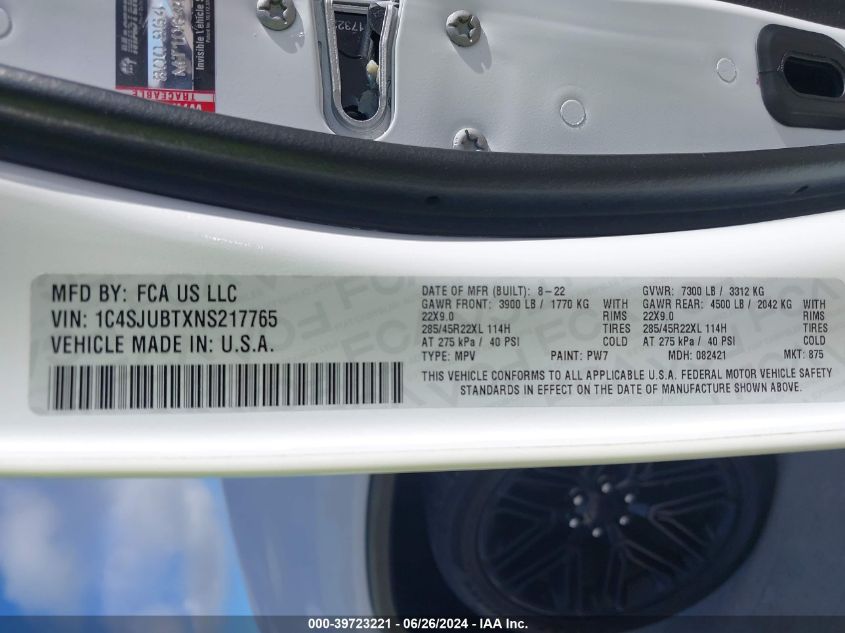 TRACEABLE
MFD BY: FCA US LLC
VIN: 1C4SJUBTXNS217765
VEHICLE MADE IN: U.S.A.
DATE OF MFR (BUILT): 8-22 GVWR: 7300 LB / 3312 KG
GAWR FRONT: 3900 LB / 1770 KG WITH GAWR REAR: 4500 LB / 2042 KG WITH
22X9.0 RIMS 22X9.0 RIMS
285/45R22XL 114H TIRES 285/45R22XL 114H TIRES
AT 275 kPa / 40 PSI COLD AT 275 kPa / 40 PSI COLD
TYPE: MPV PAINT: PW7 MDH: 082421 MKT: 875
THIS VEHICLE CONFORMS TO ALL APPLICABLE U.S.A. FEDERAL MOTOR VEHICLE SAFETY
STANDARDS IN EFFECT ON THE DATE OF MANUFACTURE SHOWN ABOVE.
000-39723221 - 06/26/2024 - IAA Inc.